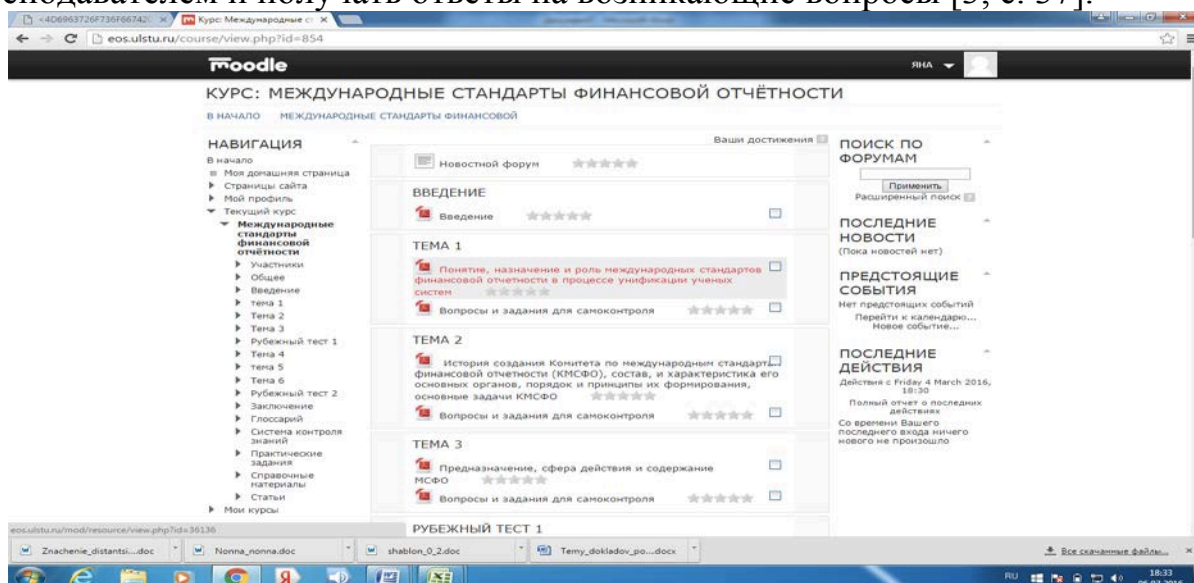 еподавателем и получать ответы на возникающие вопросы [3, с. 37].
Курс: Международные с
eos.ulstu.ru/course/view.php?id=854
moodle
ЯНА
КУРС: МЕЖДУНАРОДНЫЕ СТАНДАРТЫ ФИНАНСОВОЙ ОТЧЁТНОСТИ
В НАЧАЛО МЕЖДУНАРОДНЫЕ СТАНДАРТЫ ФИНАНСОВОЙ
НАВИГАЦИЯ
В начало
Моя домашняя страница
Страницы сайта
Мой профиль
Текущий курс
Международные
стандарты
финансовой
отчётности
Участники
Общее
Введение
тема 1
Тема 2
Тема 3
Рубежный тест 1
Тема 4
тема 5
Тема 6
Рубежный тест 2
Заключение
Глоссарий
Система контроля
знаний
Практические
задания
Справочные
материалы
Статьи
Мои курсы
Ваши достижения
Новостной форум
ВВЕДЕНИЕ
Введение
ТЕМА 1
Понятие, назначение и роль международных стандартов
финансовой отчетности в процессе унификации ученых
систем
Вопросы и задания для самоконтроля
ТЕМА 2
История создания Комитета по международным стандарт
финансовой отчетности (КМСФО), состав, и характеристика его
основных органов, порядок и принципы их формирования,
основные задачи КМСФО
Вопросы и задания для самоконтроля
ТЕМА 3
Предназначение, сфера действия и содержание
МСФО
Вопросы и задания для самоконтроля
РУБЕЖНЫЙ ТЕСТ 1
ПОИСК ПО
ФОРУМАМ
Применить
Расширенный поиск
ПОСЛЕДНИЕ
НОВОСТИ
(Пока новостей нет)
ПРЕДСТОЯЩИЕ
СОБЫТИЯ
Нет предстоящих событий
Перейти к календарю...
Новое событие...
ПОСЛЕДНИЕ
ДЕЙСТВИЯ
Действия с Friday 4 March 2016,
18:30
Полный отчет о последних
действиях
Со времени Вашего
последнего входа ничего
нового не произошло
eos.ulstu.ru/mod/resource/view.php?id=36136
Znachenie_distantsi....doc
Nonna_nonna.doc
shablon_0_2.doc
Temy_dokladov_po....docx
Все скачанные файлы...
RU
18:33